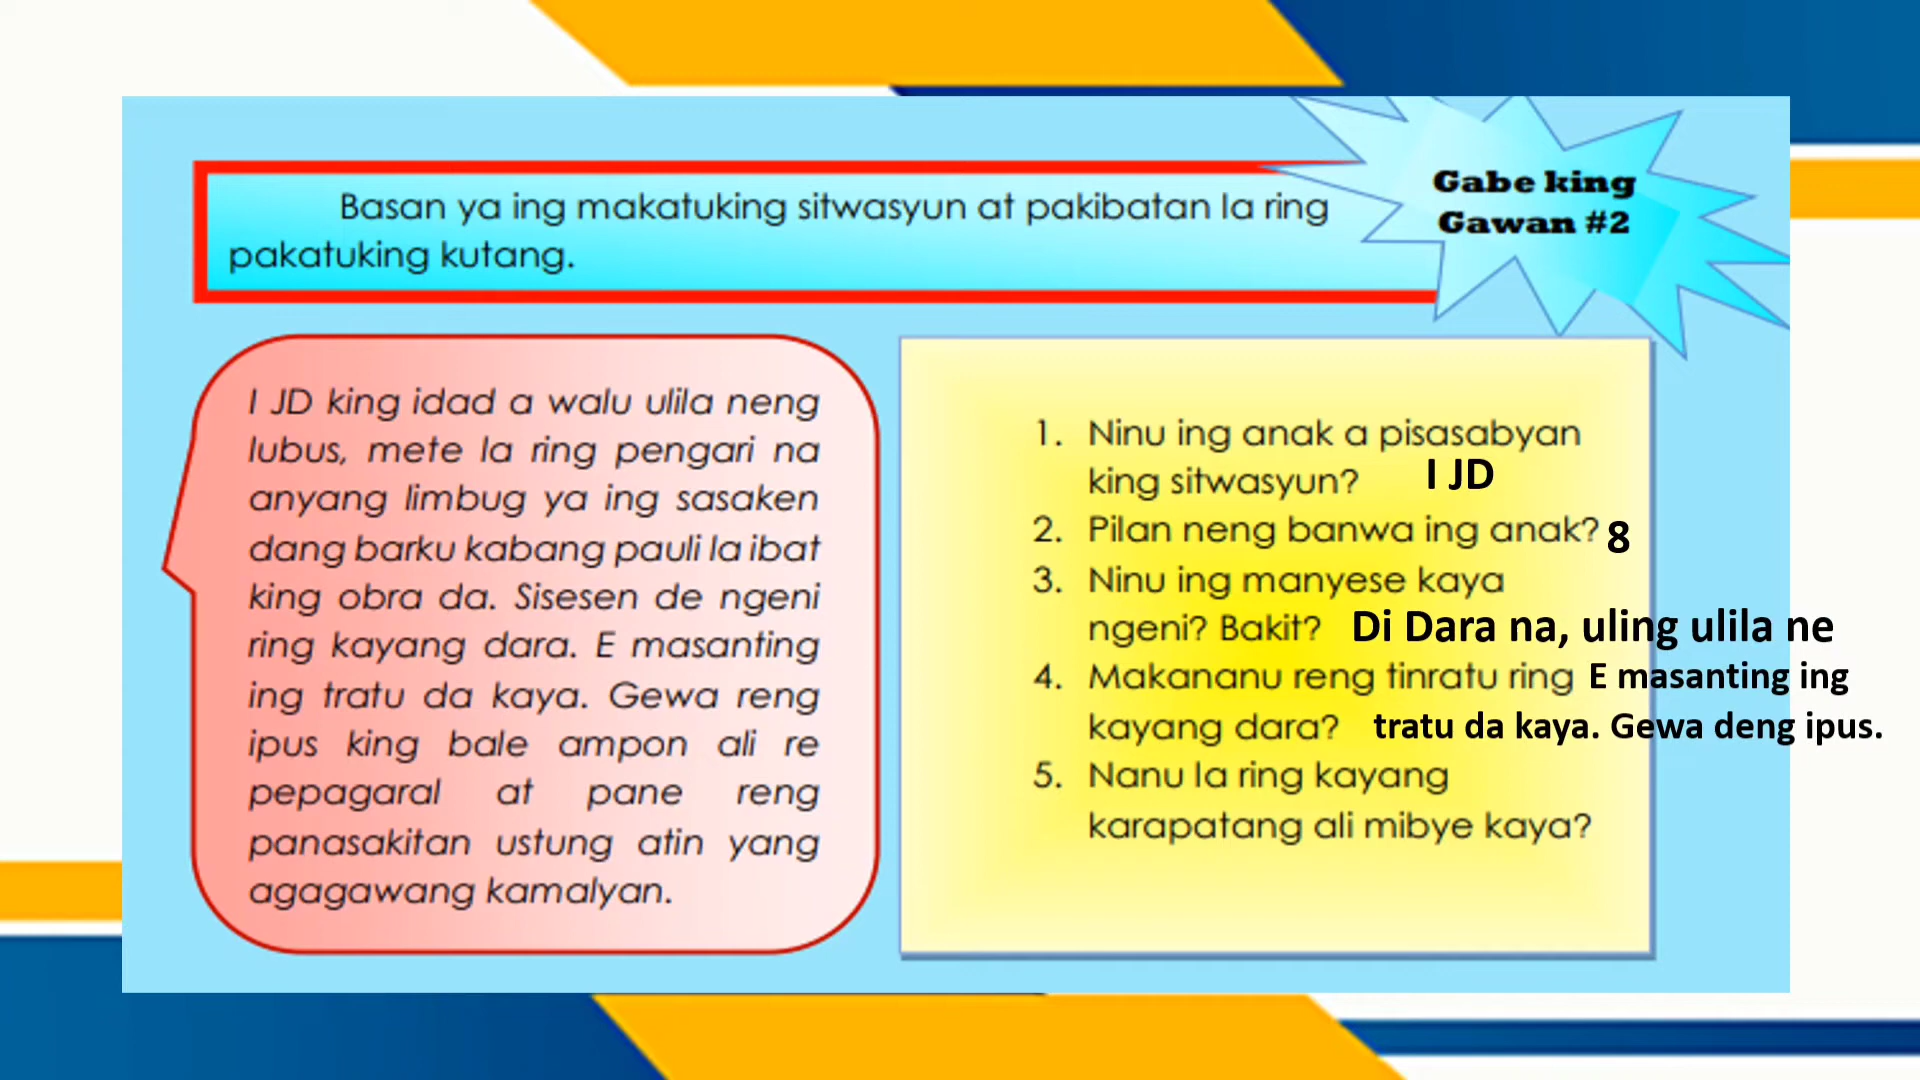 Gabe king
Gawan #2
Basan ya ing makatuking sitwasyun at pakibatan la ring
pakatuking kutang.
I JD king idad a walu ulila neng
lubus, mete la ring pengari na
anyang limbug ya ing sasaken
dang barku kabang pauli la ibat
king obra da. Sisesen de ngeni
ring kayang dara. E masanting
ing tratu da kaya. Gewa reng
ipus king bale ampon ali re
pepagaral at pane reng
panasakitan ustung atin yang
agagawang kamalyan.
1. Ninu ing anak a pisasabyan
king sitwasyun? I JD
2. Pilan neng banwa ing anak? 8
3. Ninu ing manyese kaya
ngeni? Bakit? Di Dara na, uling ulila ne
4. Makananu reng tinratu ring E masanting ing
kayang dara? tratu da kaya. Gewa deng ipus.
5. Nanu la ring kayang
karapatang ali mibye kaya?